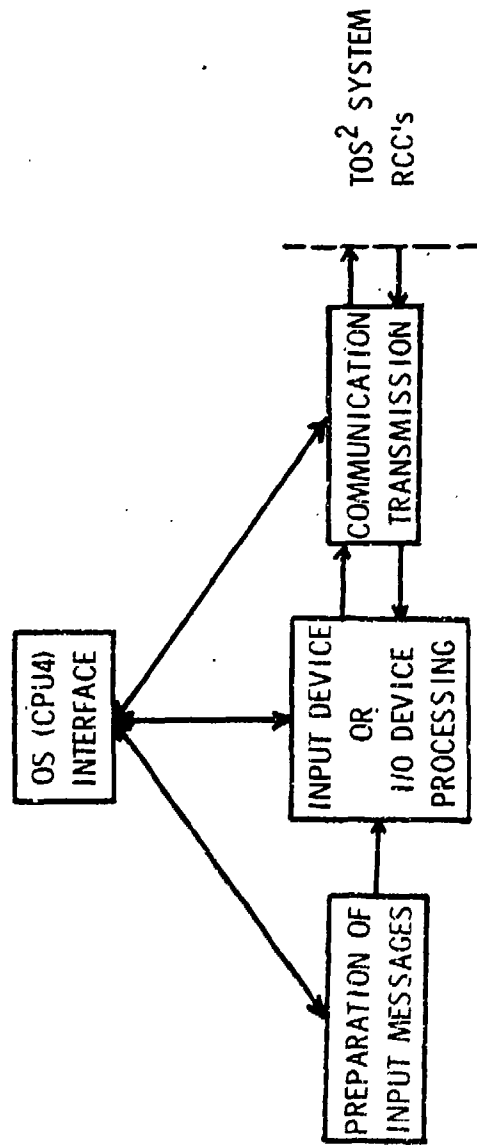 OS (CPU4)
INTERFACE
PREPARATION OF
INPUT MESSAGES
INPUT DEVICE
OR
I/O DEVICE
PROCESSING
COMMUNICATION
TRANSMISSION
TOS² SYSTEM
RCC's